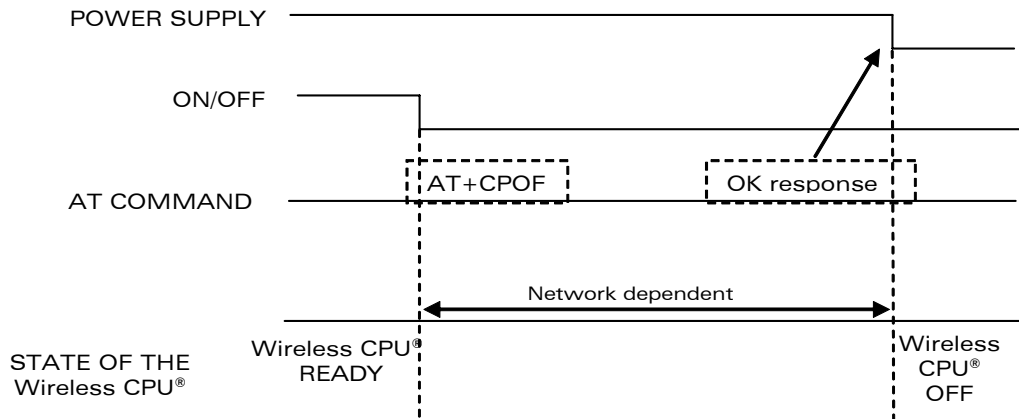 POWER SUPPLY
ON/OFF
AT COMMAND
AT+CPOF
OK response
Network dependent
STATE OF THE
Wireless CPU®
Wireless CPU®
READY
Wireless
CPU®
OFF